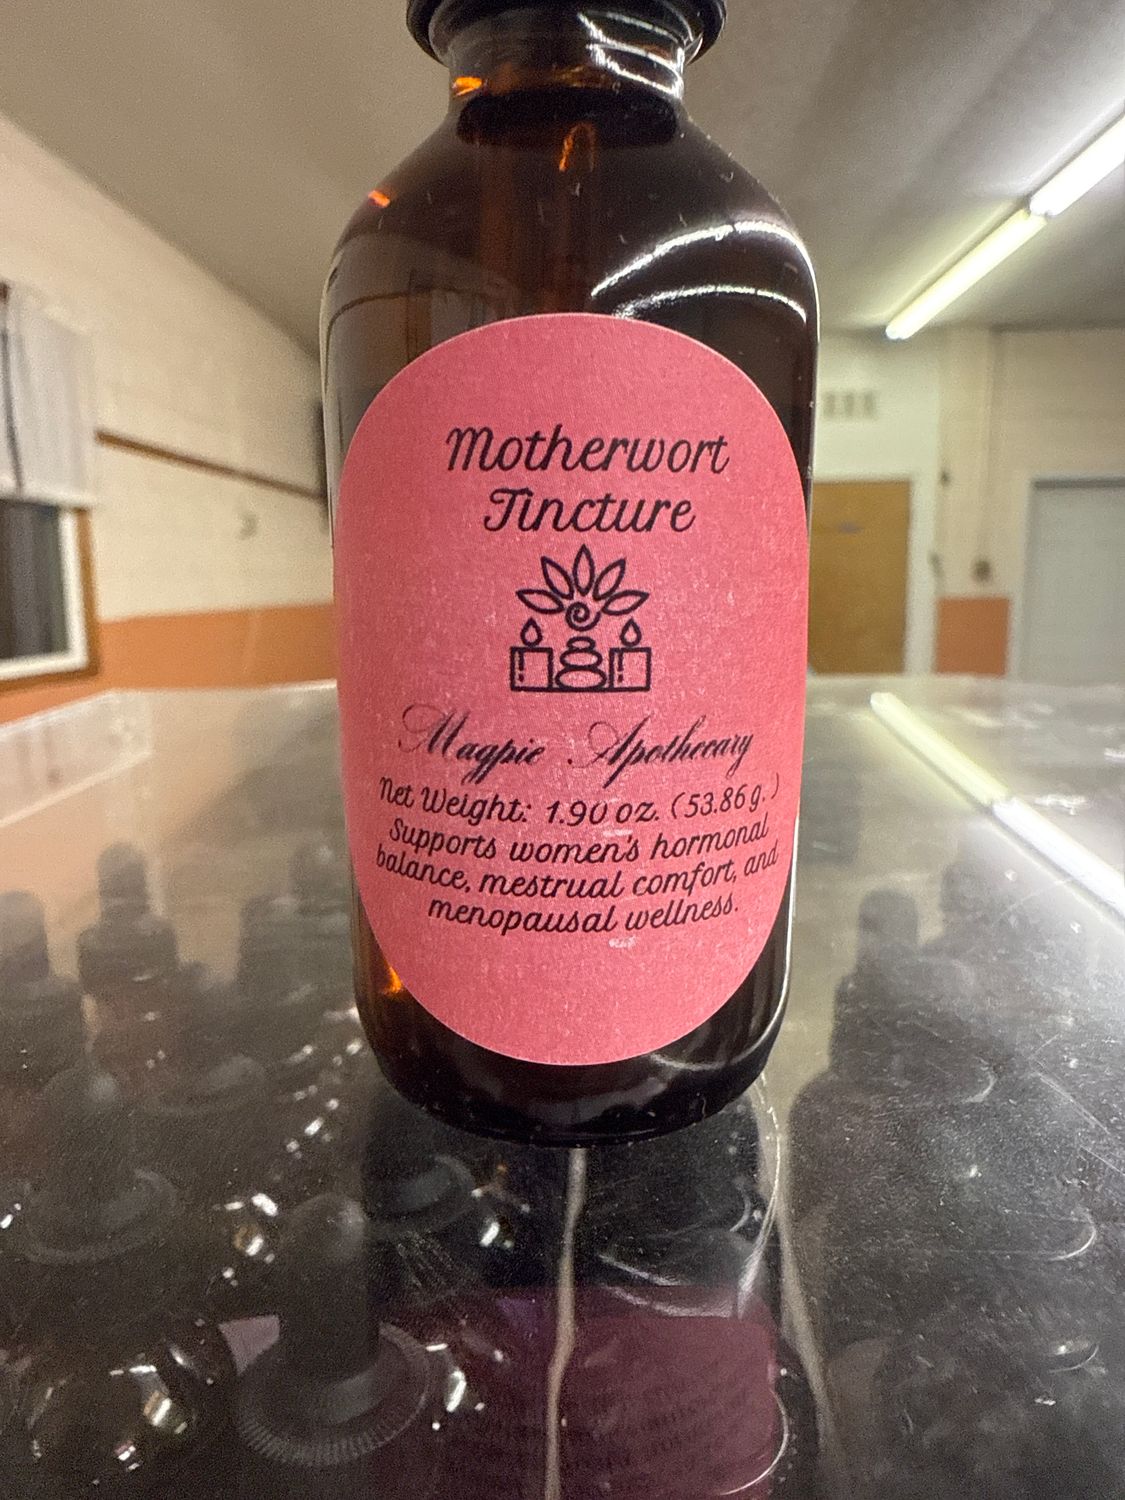 Motherwort
Tincture
Magpie Apothecary
Net Weight: 1.90 oz. (53.86 g.)
Supports women's hormonal
balance, mestrual comfort, and
menopausal wellness.